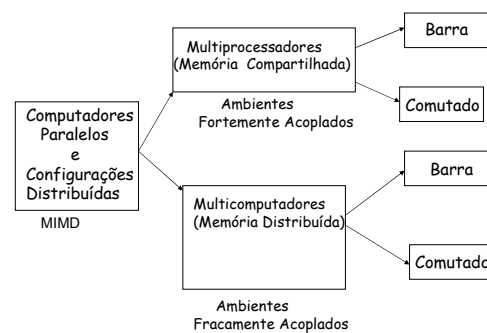 Computadores
Paralelos
e
Configurações
Distribuídas
MIMD
Multiprocessadores
(Memória Compartilhada)
Ambientes
Fortemente Acoplados
Barra
Comutado
Multicomputadores
(Memória Distribuída)
Ambientes
Fracamente Acoplados
Barra
Comutado